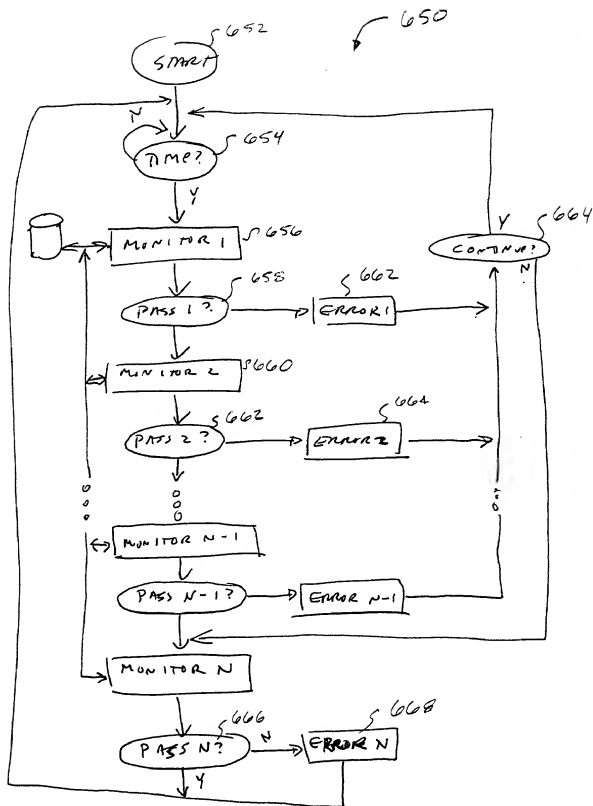 650
652
START
N
654
TIME?
Y
MONITOR 1
656
664
Y
CONTINUE?
N
658
PASS 1?
662
ERROR 1
MONITOR 2
660
662
PASS 2?
664
ERROR 2
MONITOR N-1
PASS N-1?
ERROR N-1
MONITOR N
666
PASS N?
N
668
ERROR N
Y